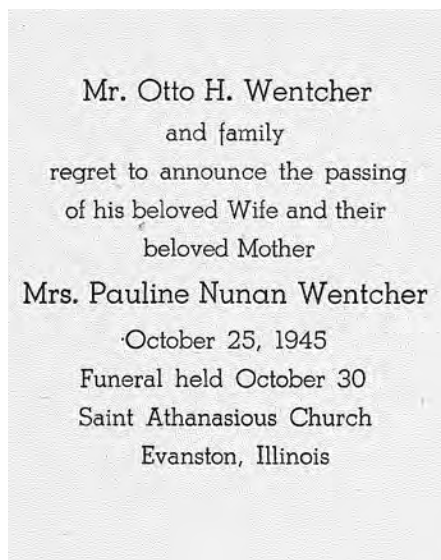 Mr. Otto H. Wentcher
and family
regret to announce the passing
of his beloved Wife and their
beloved Mother
Mrs. Pauline Nunan Wentcher
October 25, 1945
Funeral held October 30
Saint Athanasious Church
Evanston, Illinois